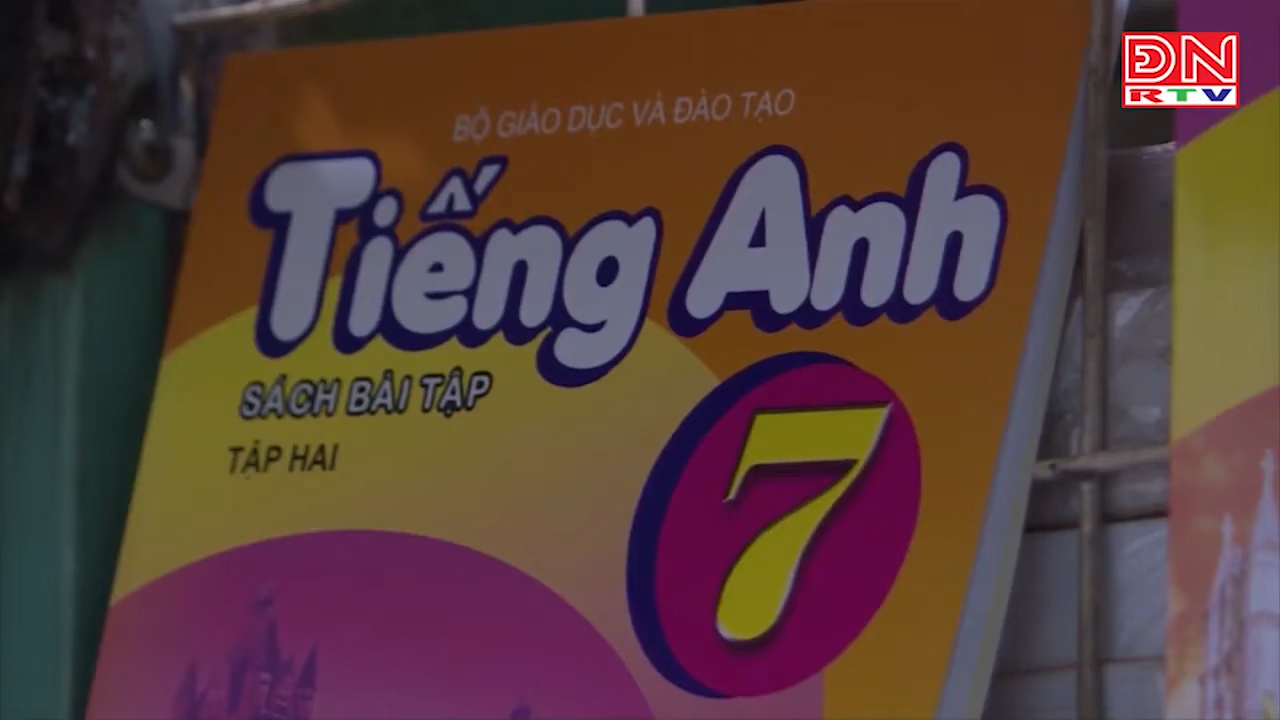 ĐN
RTV
BỘ GIÁO DỤC VÀ ĐÀO TẠO
Tiếng Anh
SÁCH BÀI TẬP
TẬP HAI
7